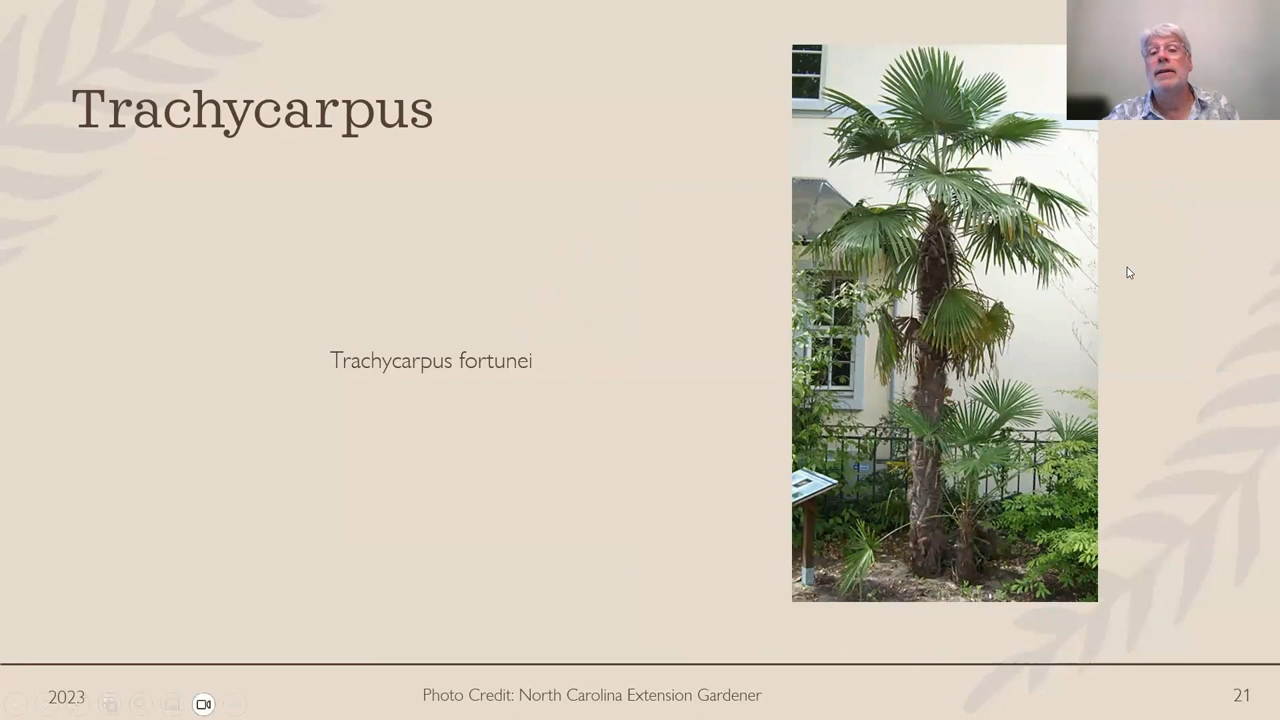 Trachycarpus
Trachycarpus fortunei
2023
Photo Credit: North Carolina Extension Gardener
21